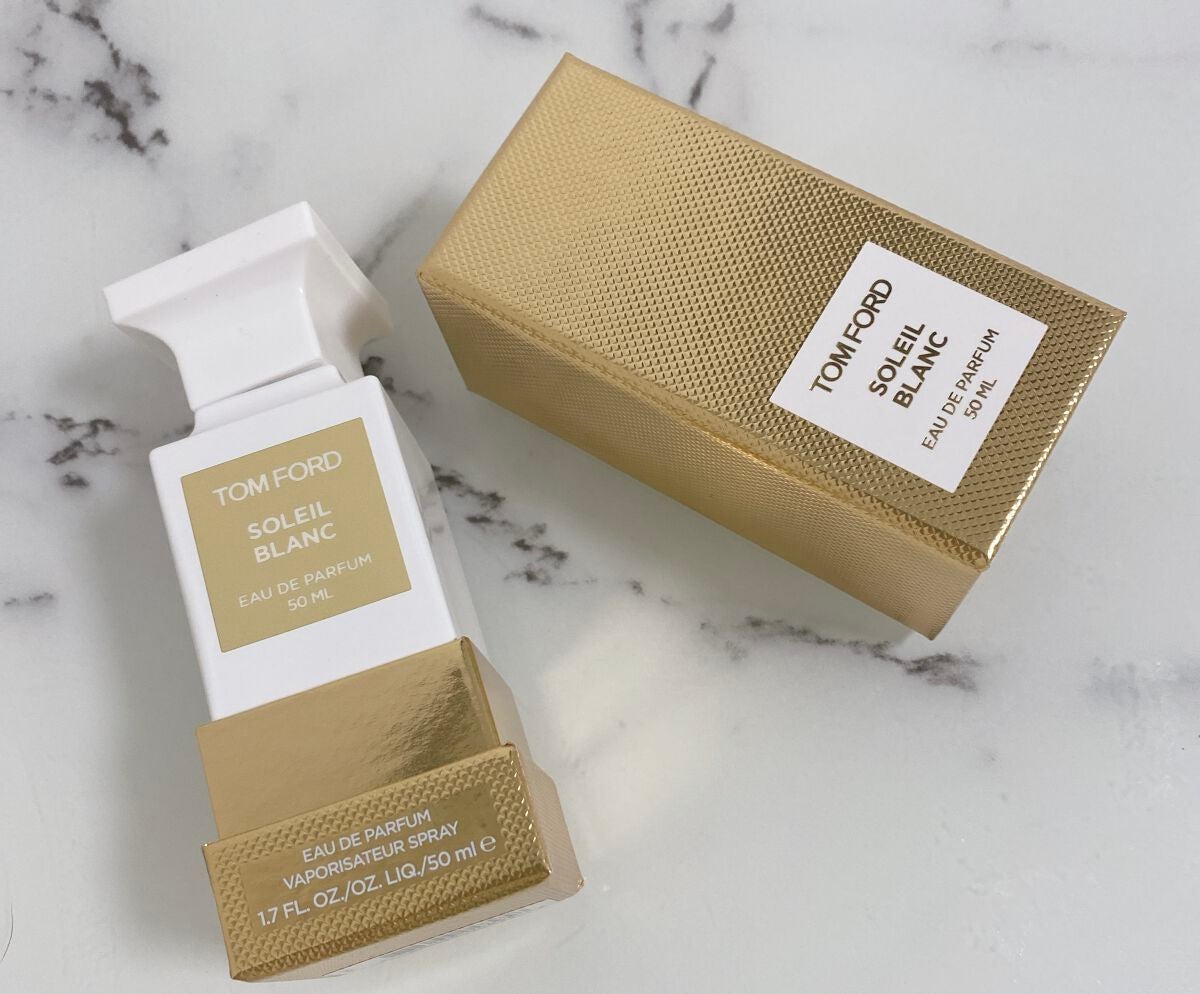 TOM FORD
SOLEIL
BLANC
EAU DE PARFUM
50 ML
EAU DE PARFUM
VAPORISATEUR SPRAY
1.7 FL. OZ./OZ. LIQ./50 ml ℮
TOM FORD
SOLEIL
BLANC
EAU DE PARFUM
50 ML